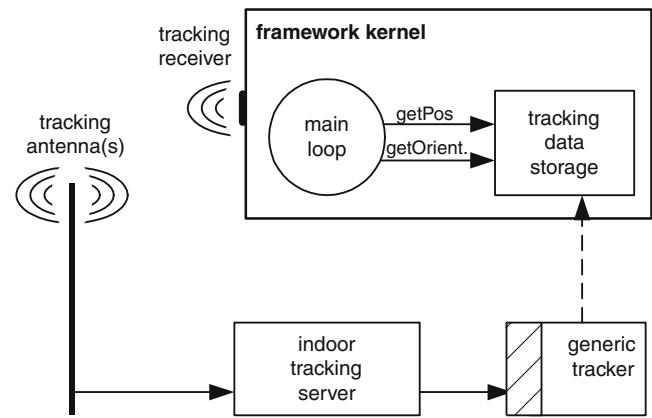 tracking
receiver
framework kernel
tracking
antenna(s)
main
loop
getPos
getOrient.
tracking
data
storage
indoor
tracking
server
generic
tracker